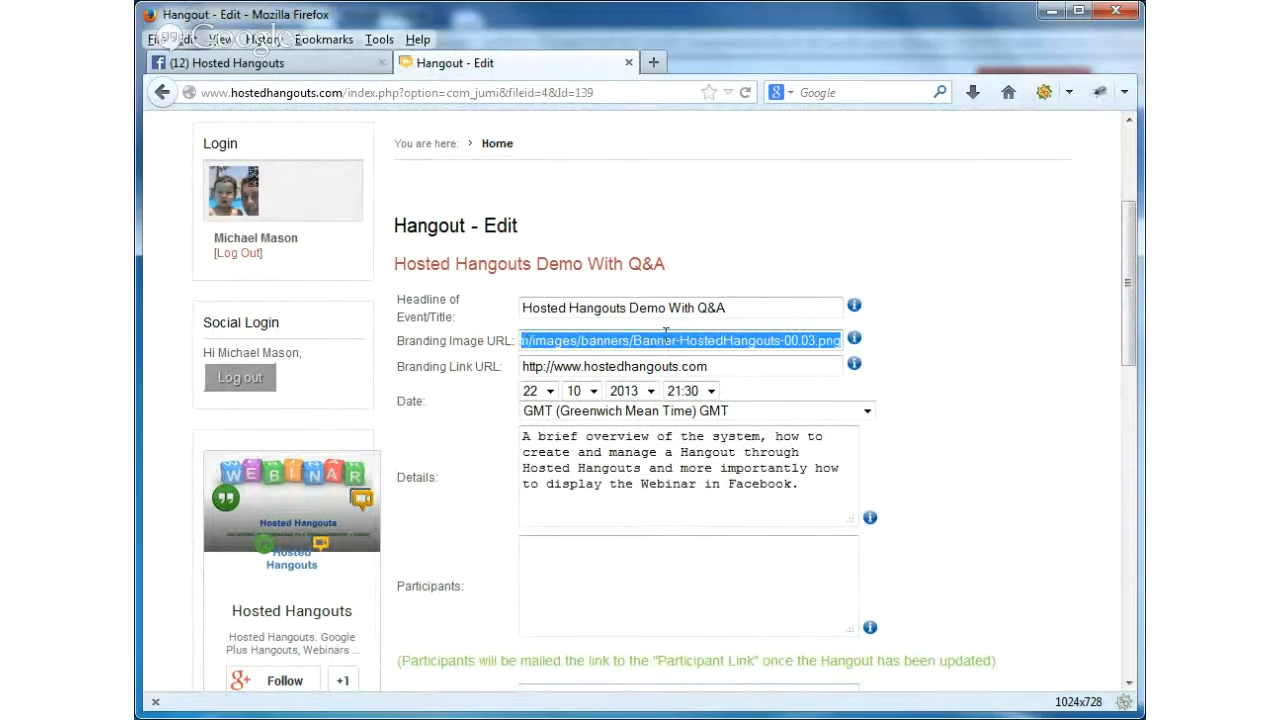 Hangout - Edit - Mozilla Firefox
File Edit View History Bookmarks Tools Help
Google
(12) Hosted Hangouts
Hangout - Edit
www.hostedhangouts.com/index.php?option=com_jumi&fileid=4&Id=139
Google
Login
Michael Mason
[Log Out]
Social Login
Hi Michael Mason,
Log out
WEBINAR
Hosted Hangouts
Hosted
Hangouts
Hosted Hangouts
Hosted Hangouts. Google
Plus Hangouts, Webinars ...
Follow +1
You are here: › Home
Hangout - Edit
Hosted Hangouts Demo With Q&A
Headline of
Event/Title:
Hosted Hangouts Demo With Q&A
Branding Image URL: m/images/banners/Banner-HostedHangouts-00.03.png
Branding Link URL: http://www.hostedhangouts.com
Date:
22 10 2013 21:30
GMT (Greenwich Mean Time) GMT
Details:
A brief overview of the system, how to
create and manage a Hangout through
Hosted Hangouts and more importantly how
to display the Webinar in Facebook.
Participants:
(Participants will be mailed the link to the "Participant Link" once the Hangout has been updated)
x
1024x728